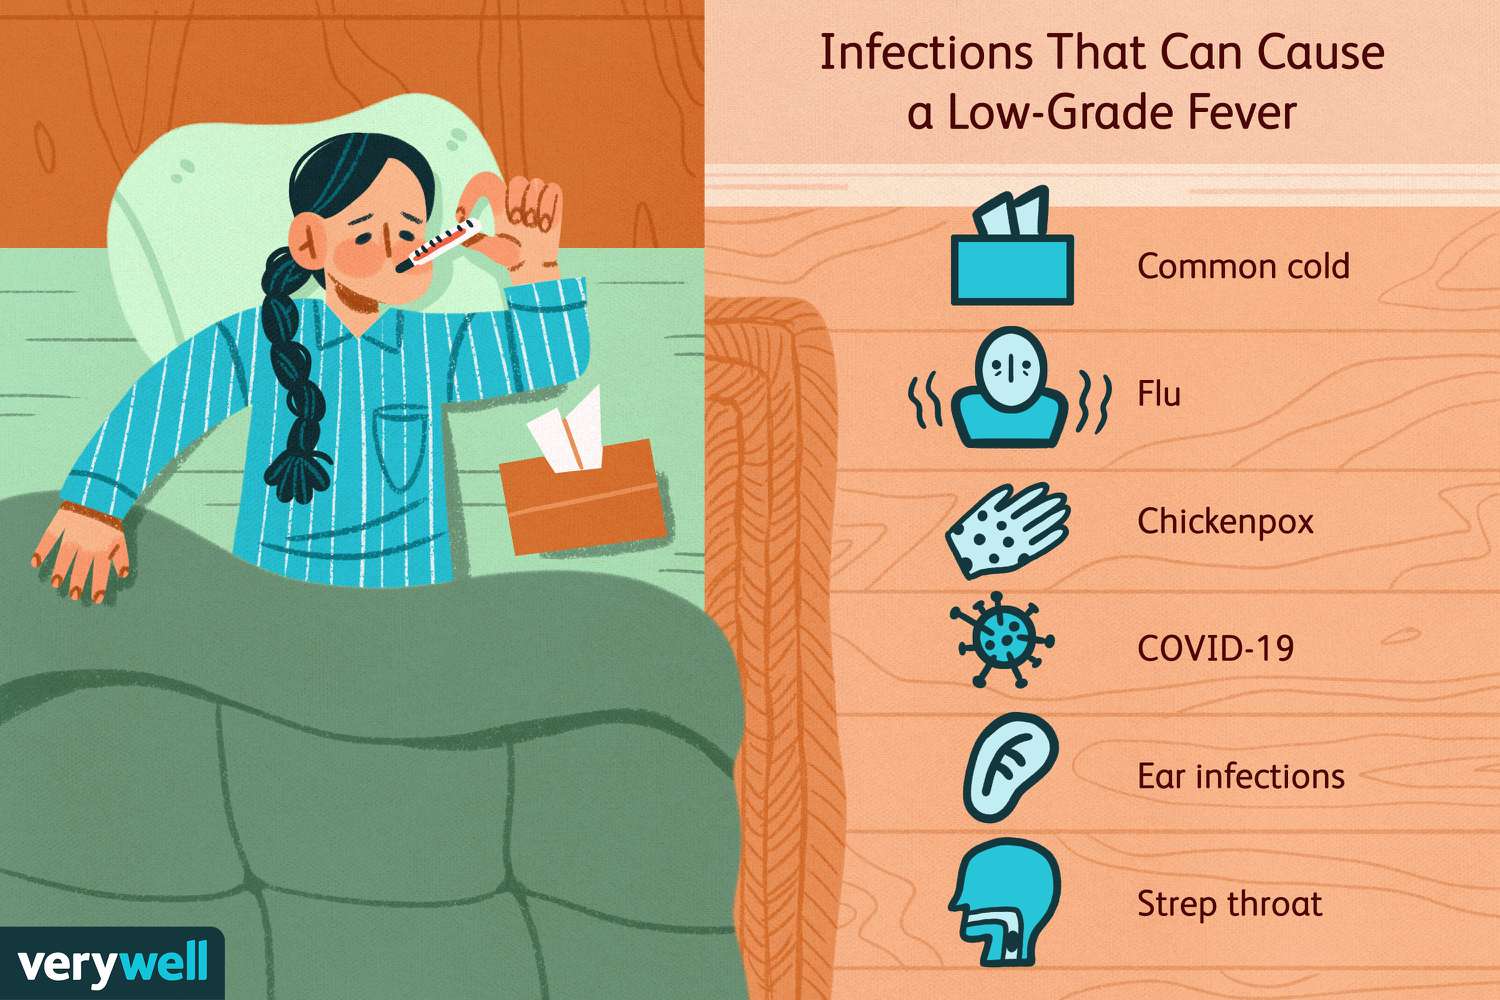 Infections That Can Cause
a Low-Grade Fever
Common cold
Flu
Chickenpox
COVID-19
Ear infections
Strep throat
verywell